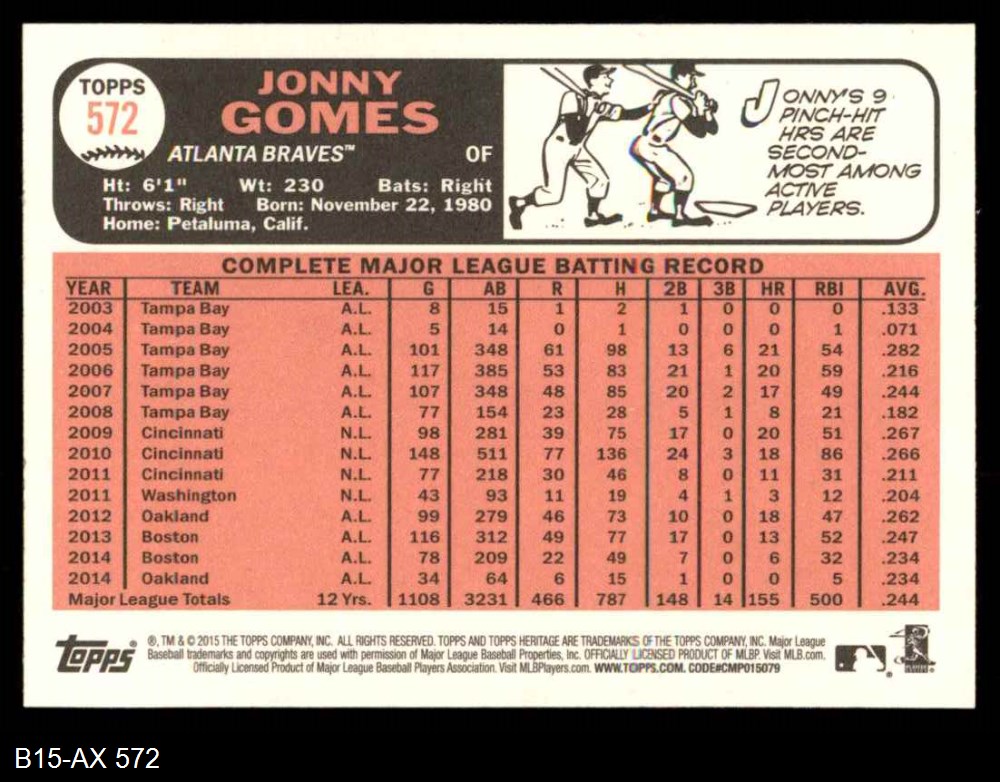 TOPPS
572
JONNY
GOMES
ATLANTA BRAVES™ OF
Ht: 6'1" Wt: 230 Bats: Right
Throws: Right Born: November 22, 1980
Home: Petaluma, Calif.
JONNY'S 9
PINCH-HIT
HRS ARE
SECOND-
MOST AMONG
ACTIVE
PLAYERS.
COMPLETE MAJOR LEAGUE BATTING RECORD
YEAR TEAM LEA. G AB R H 2B 3B HR RBI AVG.
2003 Tampa Bay A.L. 8 15 1 2 1 0 0 0 .133
2004 Tampa Bay A.L. 5 14 0 1 0 0 0 1 .071
2005 Tampa Bay A.L. 101 348 61 98 13 6 21 54 .282
2006 Tampa Bay A.L. 117 385 53 83 21 1 20 59 .216
2007 Tampa Bay A.L. 107 348 48 85 20 2 17 49 .244
2008 Tampa Bay A.L. 77 154 23 28 5 1 8 21 .182
2009 Cincinnati N.L. 98 281 39 75 17 0 20 51 .267
2010 Cincinnati N.L. 148 511 77 136 24 3 18 86 .266
2011 Cincinnati N.L. 77 218 30 46 8 0 11 31 .211
2011 Washington N.L. 43 93 11 19 4 1 3 12 .204
2012 Oakland A.L. 99 279 46 73 10 0 18 47 .262
2013 Boston A.L. 116 312 49 77 17 0 13 52 .247
2014 Boston A.L. 78 209 22 49 7 0 6 32 .234
2014 Oakland A.L. 34 64 6 15 1 0 0 5 .234
Major League Totals 12 Yrs. 1108 3231 466 787 148 14 155 500 .244
Topps
®, TM & © 2015 THE TOPPS COMPANY, INC. ALL RIGHTS RESERVED. TOPPS AND TOPPS HERITAGE ARE TRADEMARKS OF THE TOPPS COMPANY, INC. Major League
Baseball trademarks and copyrights are used with permission of Major League Baseball Properties, Inc. OFFICIALLY LICENSED PRODUCT OF MLBP. Visit MLB.com.
Officially Licensed Product of Major League Baseball Players Association. Visit MLBPlayers.com. WWW.TOPPS.COM. CODE#CMP015079
B15-AX 572